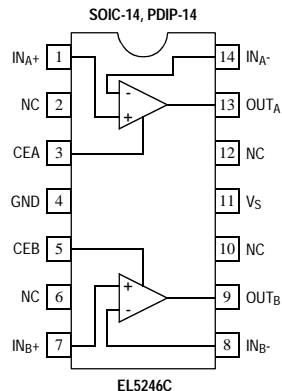 SOIC-14, PDIP-14
INA+ 1 14 INA-
- +
NC 2 13 OUTA
CEA 3 12 NC
GND 4 11 VS
CEB 5 10 NC
+ -
NC 6 9 OUTB
INB+ 7 8 INB-
EL5246C